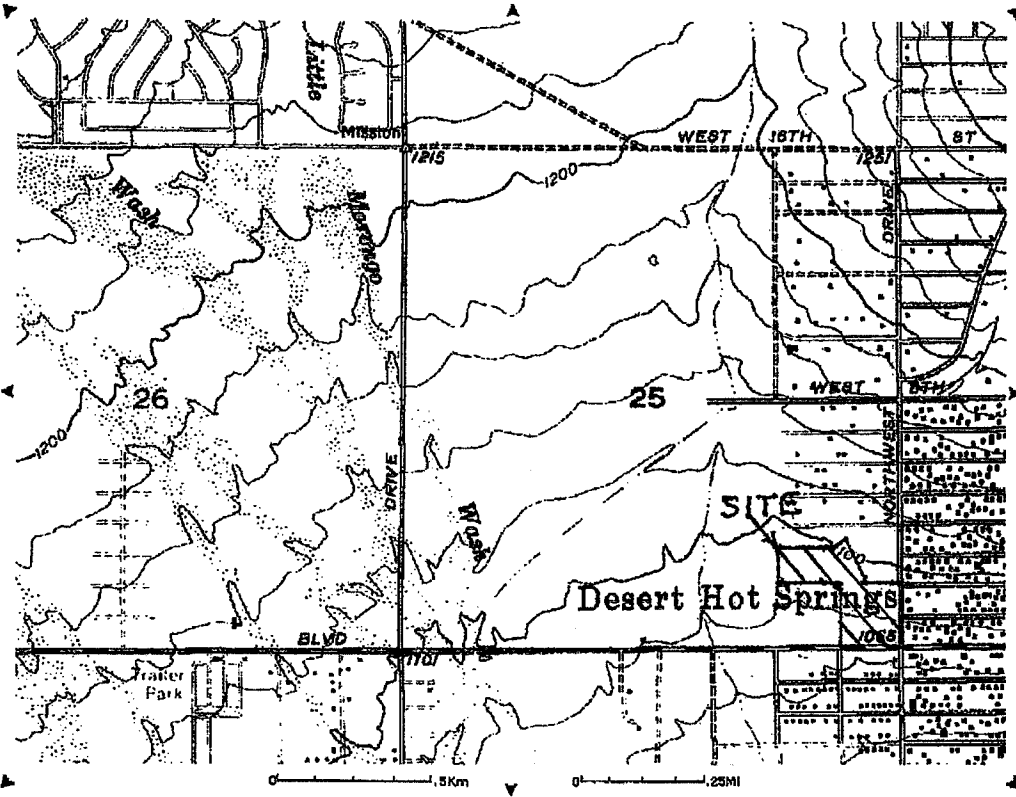 Little
Mission
WEST 16TH ST
1215
1251
1200
Wash
Morongo
DRIVE
26
25
WEST 8TH
1200
DRIVE
NORTHWEST
Wash
SITE
1100
Desert Hot Springs
BLVD
1065
1101
Trailer
Park
0 .5Km
0 .25MI